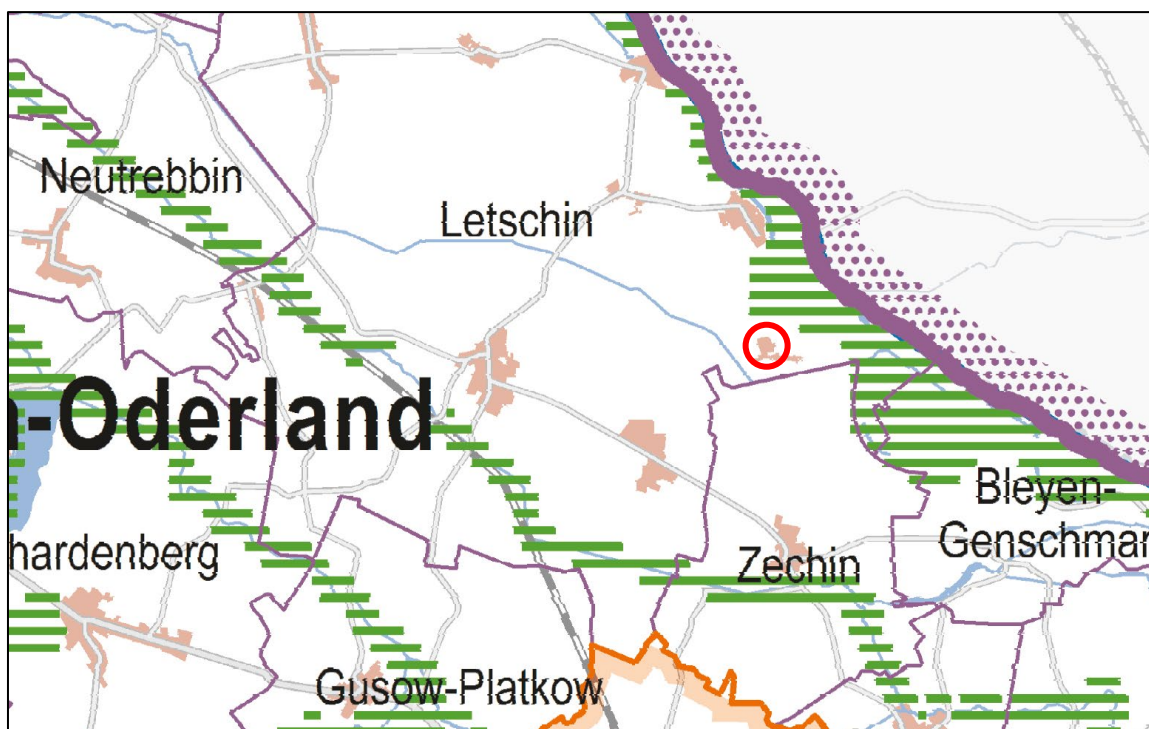 Neutrebbin
Letschin
n-Oderland
Bleyen-
Genschmar
hardenberg
Zechin
Gusow-Platkow